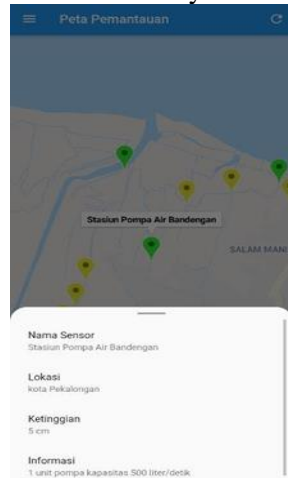 Peta Pemantauan
Stasiun Pompa Air Bandengan
SALAM MANI
Nama Sensor
Stasiun Pompa Air Bandengan
Lokasi
kota Pekalongan
Ketinggian
5 cm
Informasi
1 unit pompa kapasitas 500 liter/detik